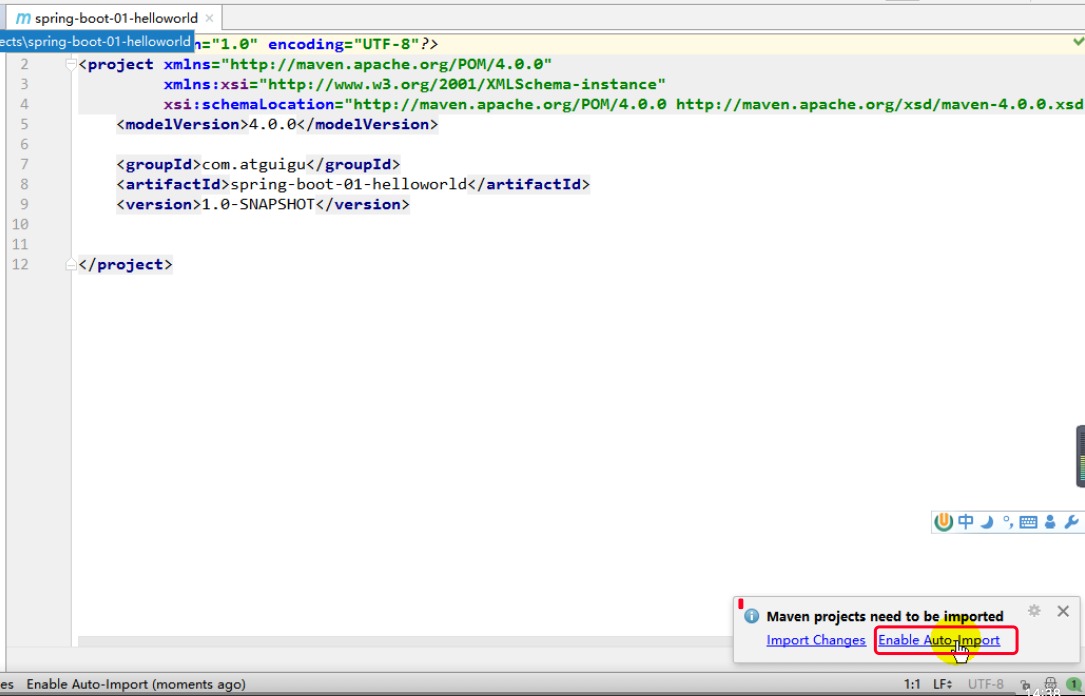 m spring-boot-01-helloworld ×
ects\spring-boot-01-helloworld
n="1.0" encoding="UTF-8"?>
2 <project xmlns="http://maven.apache.org/POM/4.0.0"
3 xmlns:xsi="http://www.w3.org/2001/XMLSchema-instance"
4 xsi:schemaLocation="http://maven.apache.org/POM/4.0.0 http://maven.apache.org/xsd/maven-4.0.0.xsd
5 <modelVersion>4.0.0</modelVersion>
6
7 <groupId>com.atguigu</groupId>
8 <artifactId>spring-boot-01-helloworld</artifactId>
9 <version>1.0-SNAPSHOT</version>
10
11
12 </project>
中
Maven projects need to be imported
Import Changes Enable Auto-Import
es Enable Auto-Import (moments ago) 1:1 LF UTF-8 1
14:38